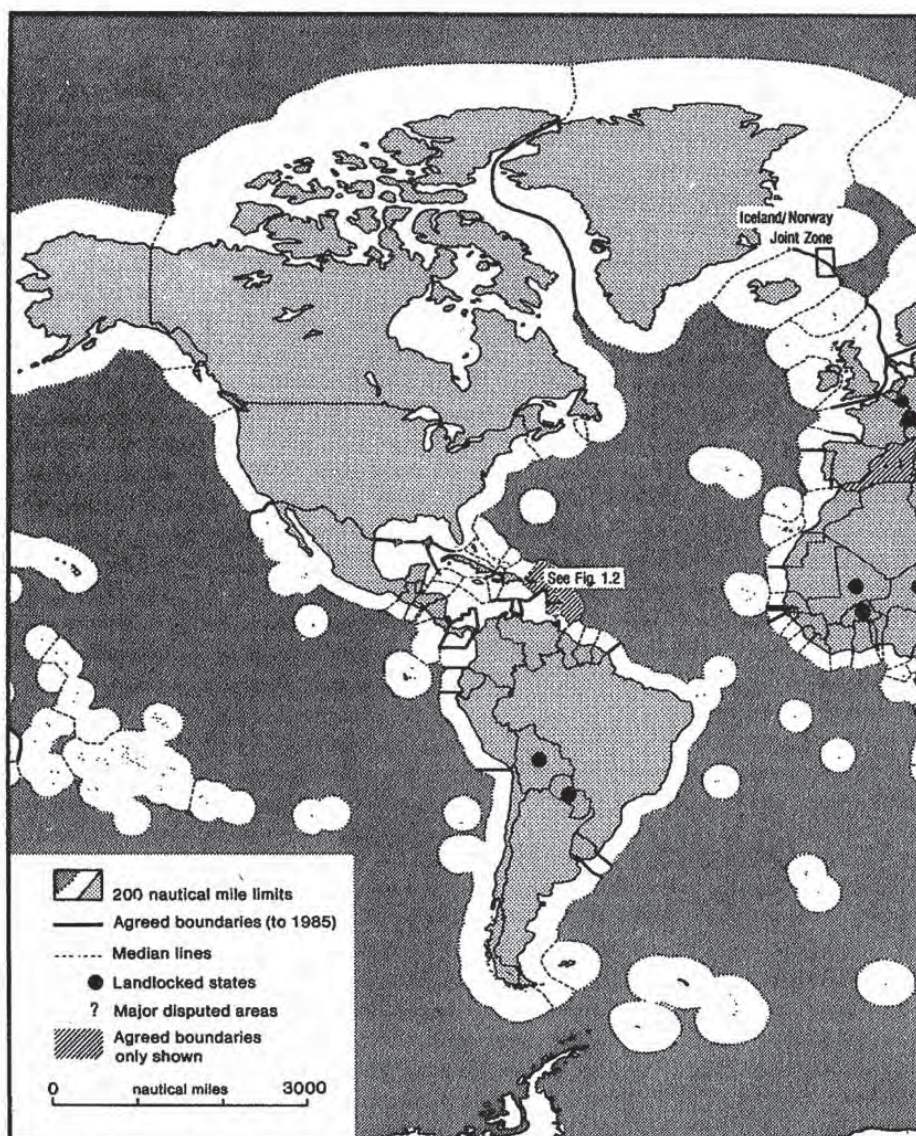 Iceland/Norway
Joint Zone
See Fig. 1.2
200 nautical mile limits
Agreed boundaries (to 1985)
Median lines
Landlocked states
? Major disputed areas
Agreed boundaries
only shown
0 nautical miles 3000